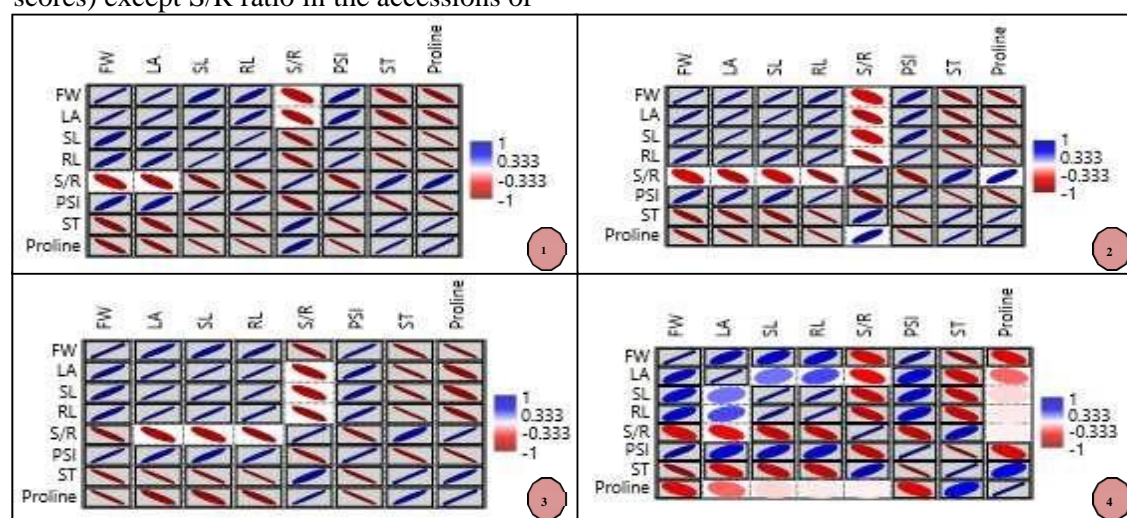 scores) except S/R ratio in the accessions of
FW LA SL RL S/R PSI ST Proline
FW
LA
SL
RL
S/R
PSI
ST
Proline
1
0.333
-0.333
-1
1
FW LA SL RL S/R PSI ST Proline
FW
LA
SL
RL
S/R
PSI
ST
Proline
1
0.333
-0.333
-1
2
FW LA SL RL S/R PSI ST Proline
FW
LA
SL
RL
S/R
PSI
ST
Proline
1
0.333
-0.333
-1
3
FW LA SL RL S/R PSI ST Proline
FW
LA
SL
RL
S/R
PSI
ST
Proline
1
0.333
-0.333
-1
4